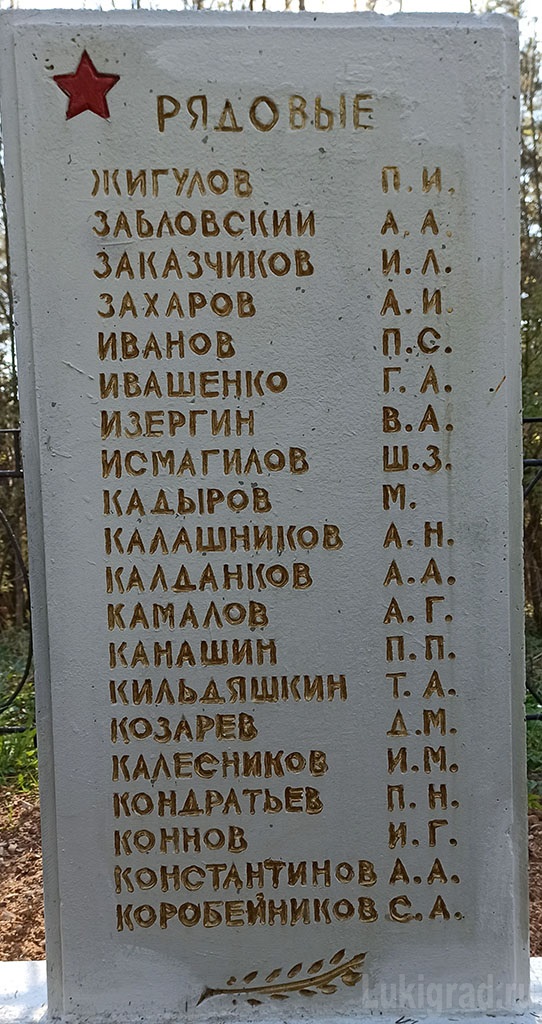 РЯДОВЫЕ
ЖИГУЛОВ П. И.
ЗАБЛОВСКИЙ А. А.
ЗАКАЗЧИКОВ И. Л.
ЗАХАРОВ А. И.
ИВАНОВ П. С.
ИВАШЕНКО Г. А.
ИЗЕРГИН В. А.
ИСМАГИЛОВ Ш. З.
КАДЫРОВ М.
КАЛАШНИКОВ А. Н.
КАЛДАНКОВ А. А.
КАМАЛОВ А. Г.
КАНАШИН П. П.
КИЛЬДЯШКИН Т. А.
КОЗАРЕВ Д. М.
КАЛЕСНИКОВ И. М.
КОНДРАТЬЕВ П. Н.
КОННОВ И. Г.
КОНСТАНТИНОВ А. А.
КОРОБЕЙНИКОВ С. А.
Lukigrad.ru